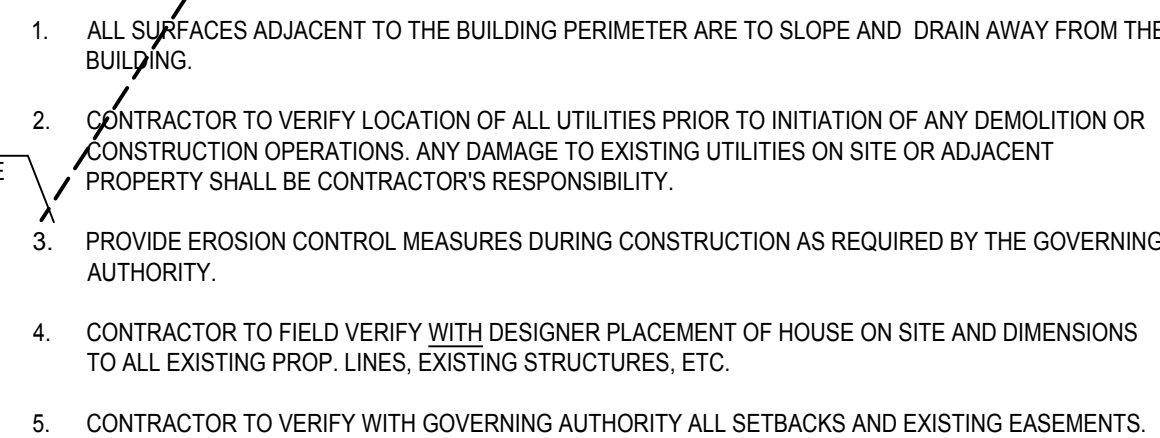 1. ALL SURFACES ADJACENT TO THE BUILDING PERIMETER ARE TO SLOPE AND DRAIN AWAY FROM THE
BUILDING.
2. CONTRACTOR TO VERIFY LOCATION OF ALL UTILITIES PRIOR TO INITIATION OF ANY DEMOLITION OR
CONSTRUCTION OPERATIONS. ANY DAMAGE TO EXISTING UTILITIES ON SITE OR ADJACENT
PROPERTY SHALL BE CONTRACTOR'S RESPONSIBILITY.
3. PROVIDE EROSION CONTROL MEASURES DURING CONSTRUCTION AS REQUIRED BY THE GOVERNING
AUTHORITY.
4. CONTRACTOR TO FIELD VERIFY WITH DESIGNER PLACEMENT OF HOUSE ON SITE AND DIMENSIONS
TO ALL EXISTING PROP. LINES, EXISTING STRUCTURES, ETC.
5. CONTRACTOR TO VERIFY WITH GOVERNING AUTHORITY ALL SETBACKS AND EXISTING EASEMENTS.